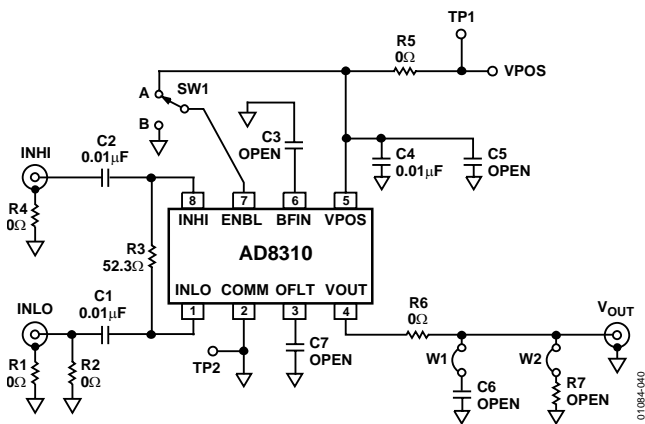 TP1
R5
0Ω
VPOS
A
SW1
B
C3
OPEN
C4
0.01μF
C5
OPEN
INHI
C2
0.01μF
R4
0Ω
8
7
6
5
INHI
ENBL
BFIN
VPOS
R3
52.3Ω
AD8310
INLO
COMM
OFLT
VOUT
1
2
3
4
INLO
C1
0.01μF
R1
0Ω
R2
0Ω
TP2
C7
OPEN
R6
0Ω
VOUT
W1
W2
C6
OPEN
R7
OPEN
01084-040